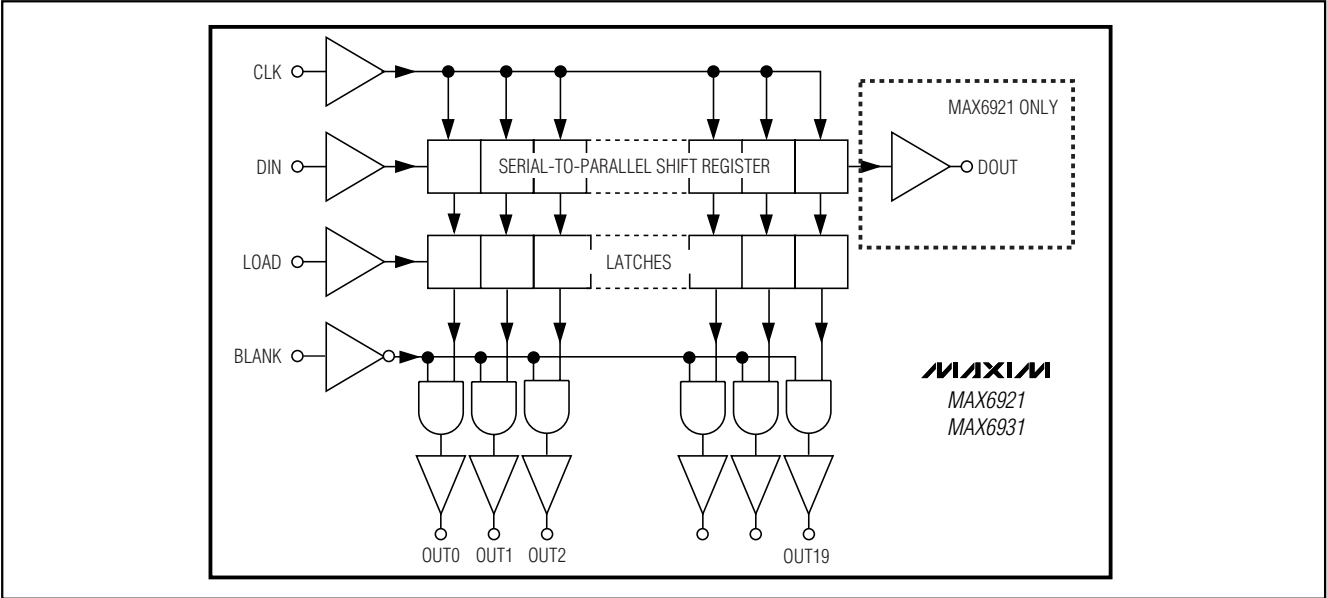 CLK
MAX6921 ONLY
DIN
SERIAL-TO-PARALLEL SHIFT REGISTER
DOUT
LOAD
LATCHES
BLANK
MAXIM
MAX6921
MAX6931
OUT0 OUT1 OUT2 OUT19